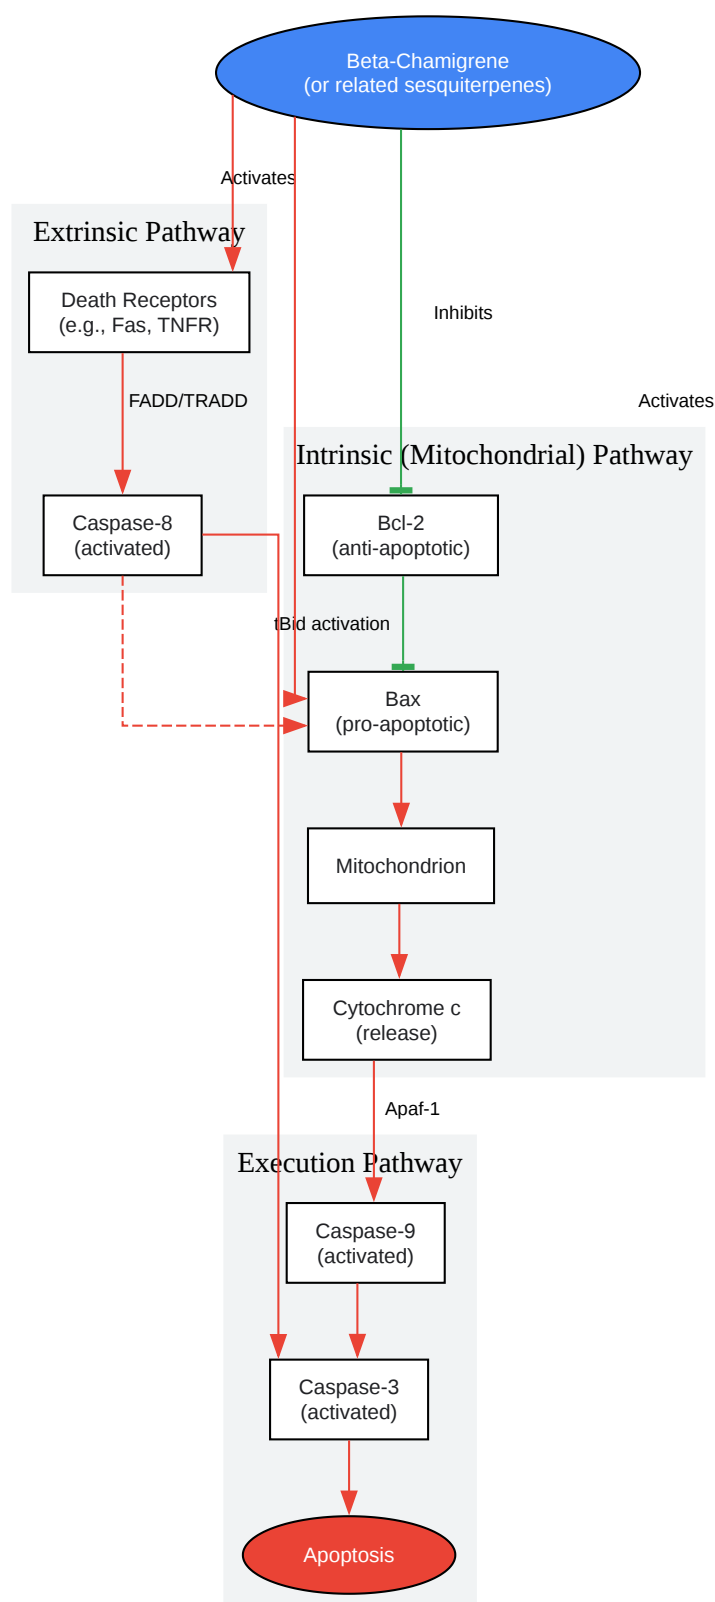 Beta-Chamigrene
(or related sesquiterpenes)
Activates
Extrinsic Pathway
Death Receptors
(e.g., Fas, TNFR)
Inhibits
FADD/TRADD
Activates
Intrinsic (Mitochondrial) Pathway
Caspase-8
(activated)
Bcl-2
(anti-apoptotic)
tBid activation
Bax
(pro-apoptotic)
Mitochondrion
Cytochrome c
(release)
Apaf-1
Execution Pathway
Caspase-9
(activated)
Caspase-3
(activated)
Apoptosis